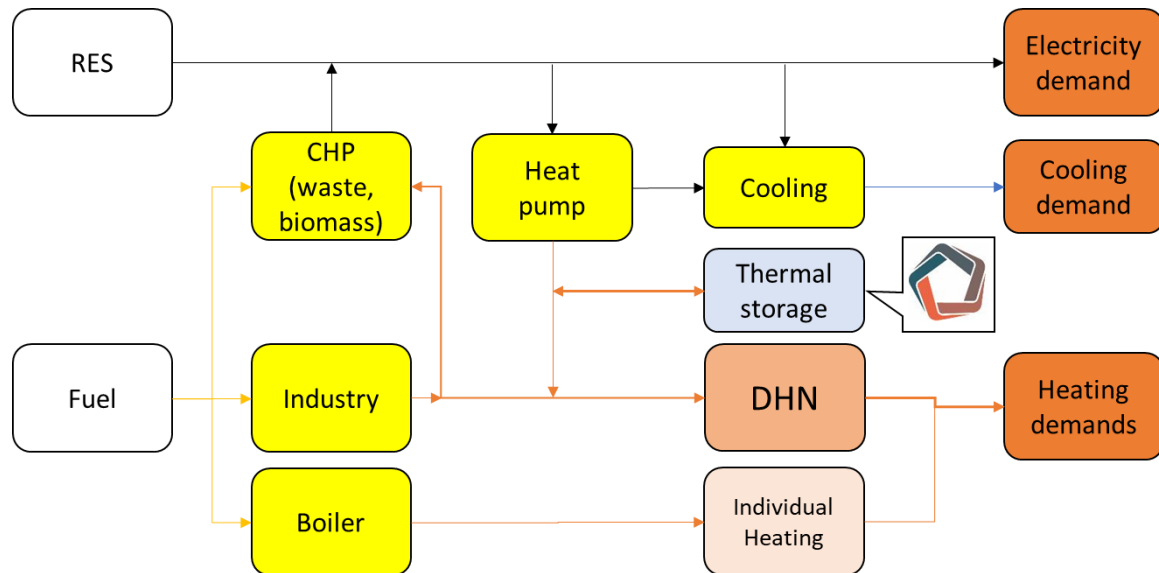 RES
Electricity
demand
CHP
(waste,
biomass)
Heat
pump
Cooling
Cooling
demand
Thermal
storage
Fuel
Industry
DHN
Heating
demands
Boiler
Individual
Heating